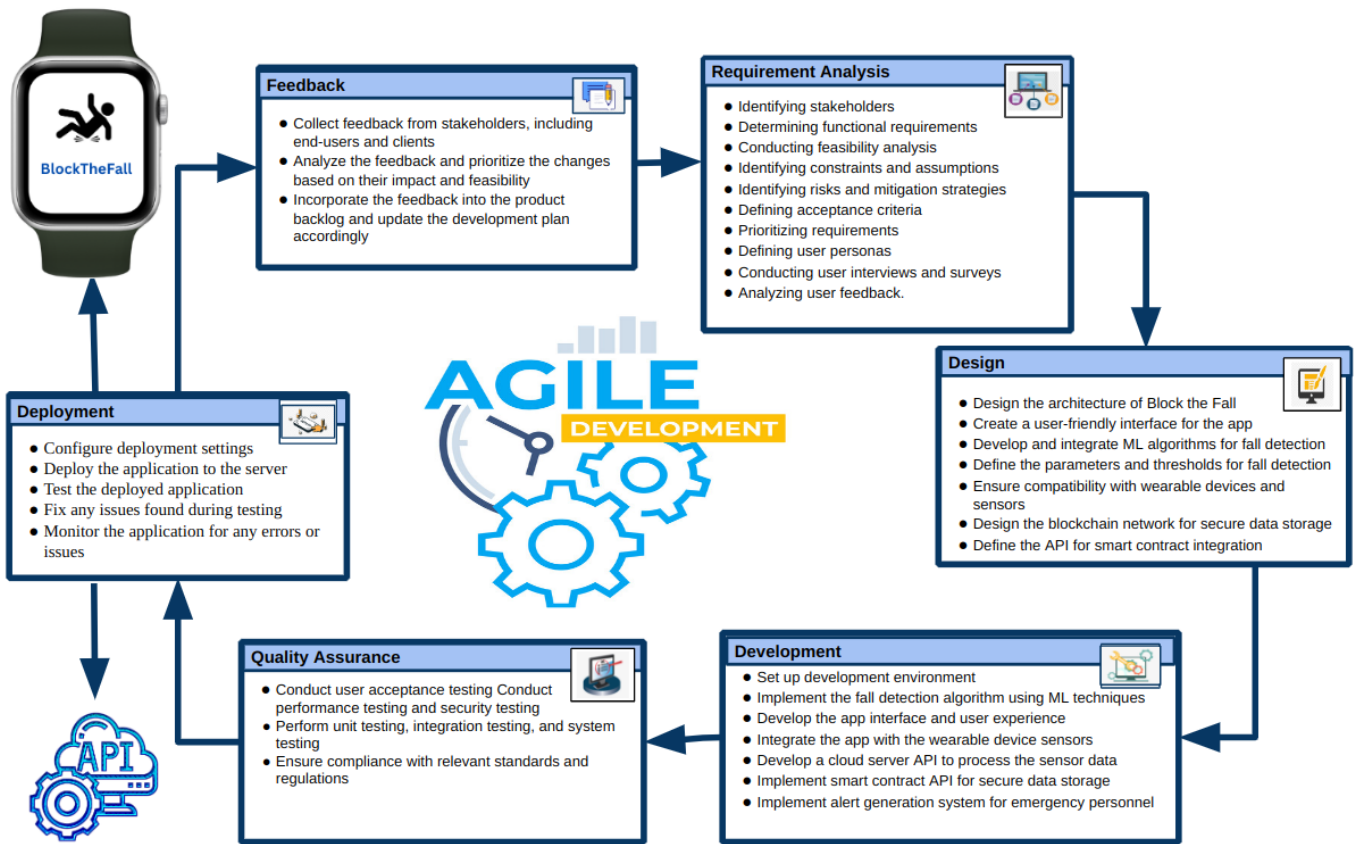 BlockTheFall
Feedback
● Collect feedback from stakeholders, including
end-users and clients
● Analyze the feedback and prioritize the changes
based on their impact and feasibility
● Incorporate the feedback into the product
backlog and update the development plan
accordingly
Requirement Analysis
● Identifying stakeholders
● Determining functional requirements
● Conducting feasibility analysis
● Identifying constraints and assumptions
● Identifying risks and mitigation strategies
● Defining acceptance criteria
● Prioritizing requirements
● Defining user personas
● Conducting user interviews and surveys
● Analyzing user feedback.
Design
● Design the architecture of Block the Fall
● Create a user-friendly interface for the app
● Develop and integrate ML algorithms for fall detection
● Define the parameters and thresholds for fall detection
● Ensure compatibility with wearable devices and
sensors
● Design the blockchain network for secure data storage
● Define the API for smart contract integration
AGILE
DEVELOPMENT
Deployment
● Configure deployment settings
● Deploy the application to the server
● Test the deployed application
● Fix any issues found during testing
● Monitor the application for any errors or
issues
Quality Assurance
● Conduct user acceptance testing Conduct
performance testing and security testing
● Perform unit testing, integration testing, and system
testing
● Ensure compliance with relevant standards and
regulations
Development
● Set up development environment
● Implement the fall detection algorithm using ML techniques
● Develop the app interface and user experience
● Integrate the app with the wearable device sensors
● Develop a cloud server API to process the sensor data
● Implement smart contract API for secure data storage
● Implement alert generation system for emergency personnel
API